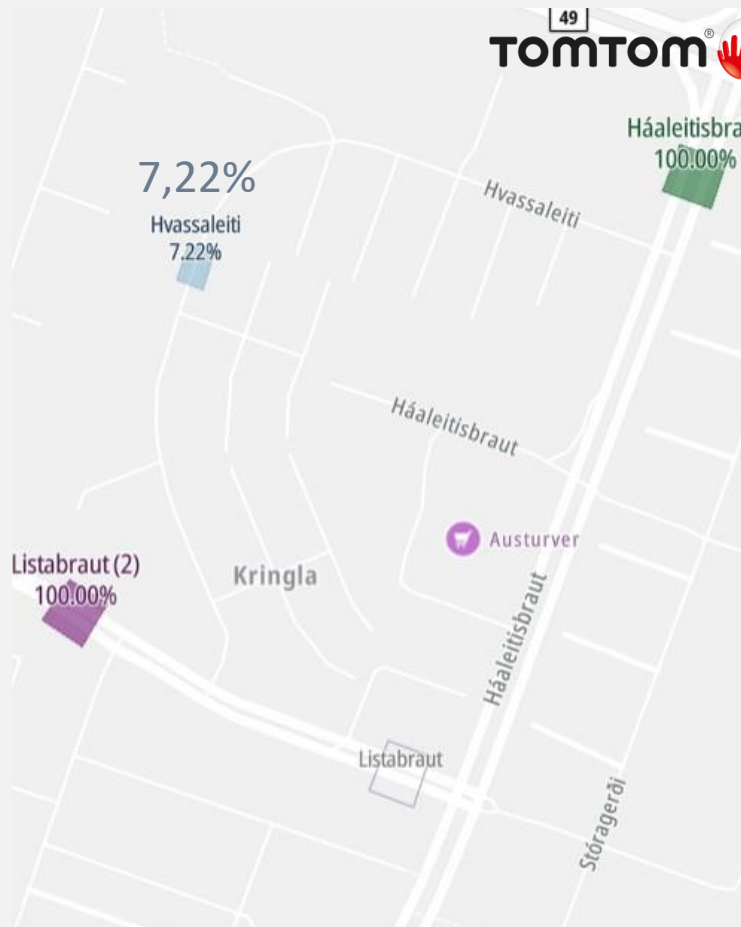 49
TOMTOM®
Háaleitisbra
100.00%
7,22%
Hvassaleiti
7.22%
Hvassaleiti
Háaleitisbraut
Austurver
Listabraut (2)
100.00%
Kringla
Háaleitisbraut
Listabraut
Stóragerði